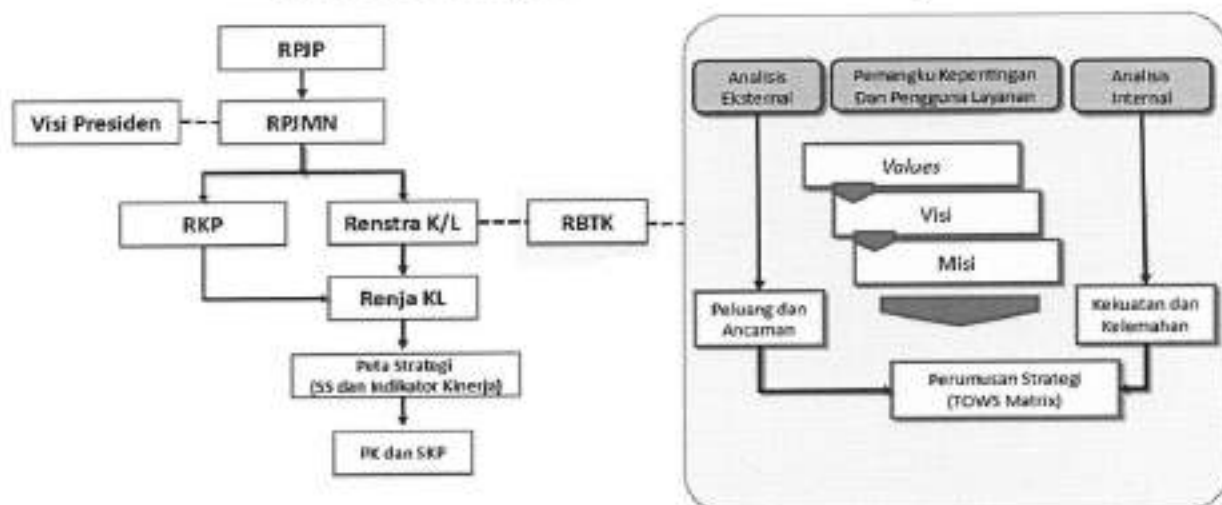 RPJP
Visi Presiden
RPJMN
RKP
Renstra K/L
RBTK
Renja KL
Peta Strategi
(SS dan Indikator Kinerja)
PK dan SKP
Analisis
Eksternal
Pemangku Kepentingan
Dan Pengguna Layanan
Analisis
Internal
Values
Visi
Misi
Peluang dan
Ancaman
Kekuatan dan
Kelemahan
Perumusan Strategi
(TOWS Matrix)